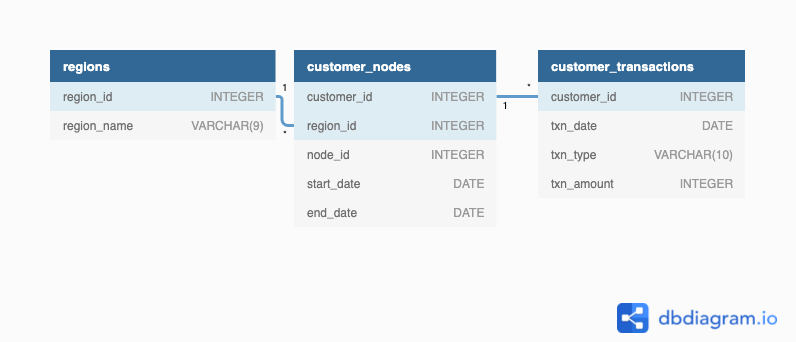 regions
region_id INTEGER
region_name VARCHAR(9)
1
*
customer_nodes
customer_id INTEGER
region_id INTEGER
node_id INTEGER
start_date DATE
end_date DATE
1
*
customer_transactions
customer_id INTEGER
txn_date DATE
txn_type VARCHAR(10)
txn_amount INTEGER
dbdiagram.io